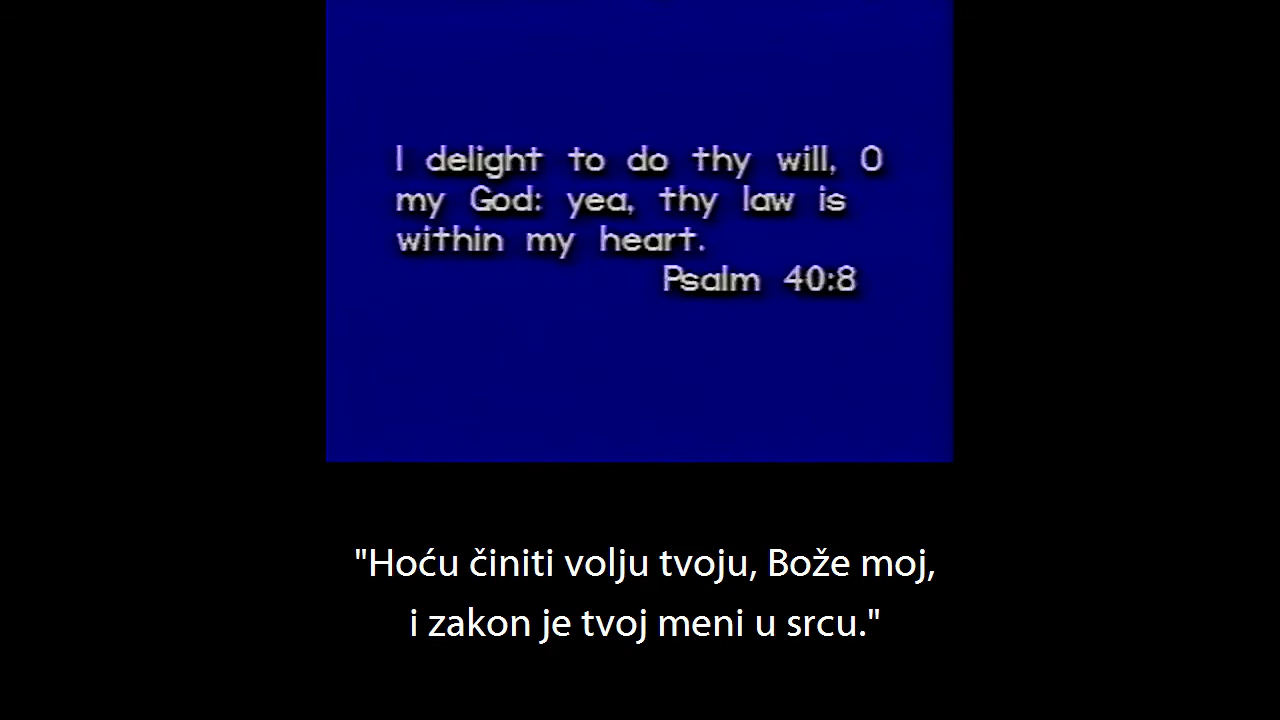 I delight to do thy will, O
my God: yea, thy law is
within my heart.
Psalm 40:8
"Hoću činiti volju tvoju, Bože moj,
i zakon je tvoj meni u srcu."